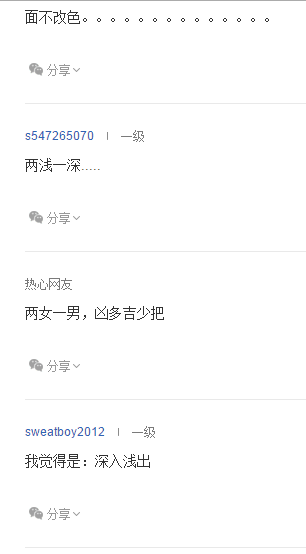 面不改色。。。。。。。。。。。。。。
分享
s547265070 | 一级
两浅一深.....
分享
热心网友
两女一男，凶多吉少把
分享
sweatboy2012 | 一级
我觉得是：深入浅出
分享